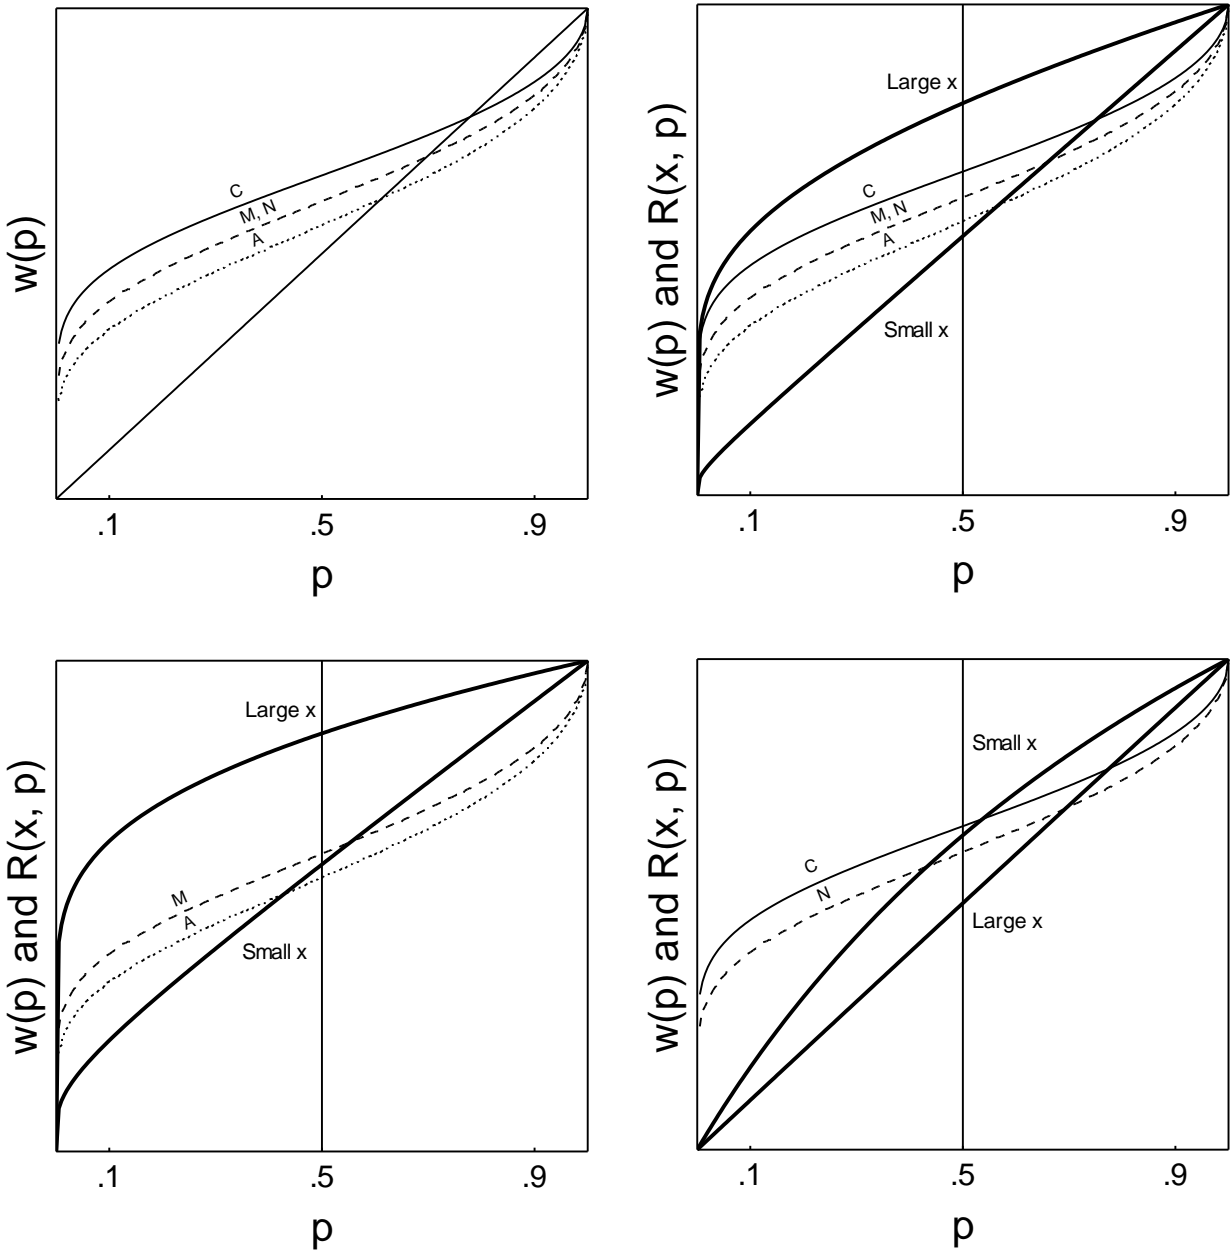 w(p)
C
M, N
A
.1
.5
.9
p
w(p) and R(x, p)
Large x
C
M, N
A
Small x
.1
.5
.9
p
w(p) and R(x, p)
Large x
M
A
Small x
.1
.5
.9
p
w(p) and R(x, p)
Small x
C
N
Large x
.1
.5
.9
p